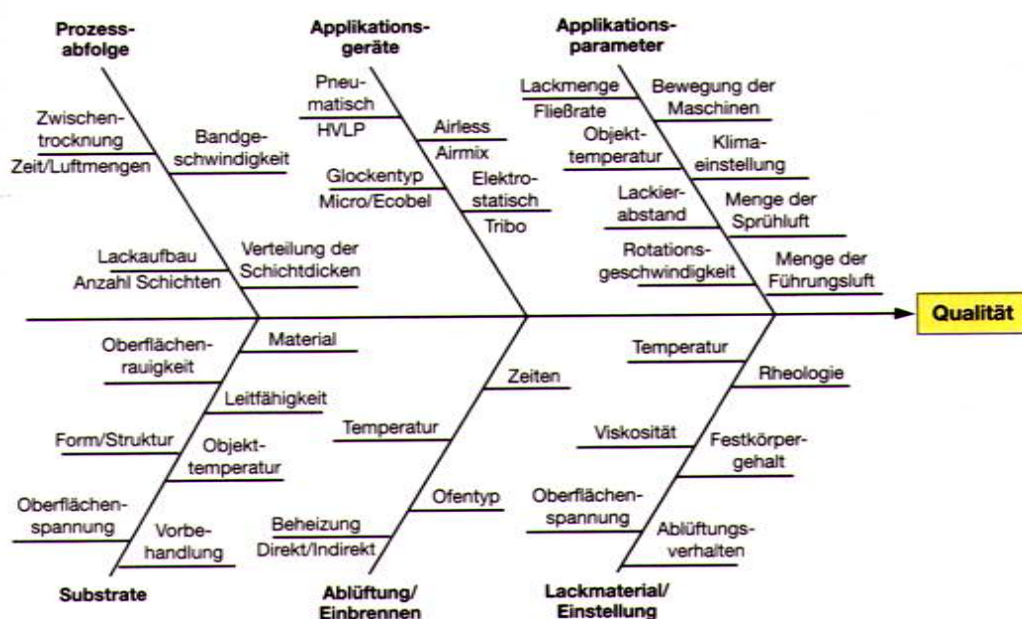 Prozess-
abfolge
Zwischen-
trocknung
Zeit/Luftmengen
Bandge-
schwindigkeit
Lackaufbau
Anzahl Schichten
Verteilung der
Schichtdicken
Applikations-
geräte
Pneu-
matisch
HVLP
Airless
Airmix
Glockentyp
Micro/Ecobel
Elektro-
statisch
Tribo
Applikations-
parameter
Lackmenge
Fließrate
Bewegung der
Maschinen
Objekt-
temperatur
Klima-
einstellung
Lackier-
abstand
Menge der
Sprühluft
Rotations-
geschwindigkeit
Menge der
Führungsluft
Qualität
Material
Oberflächen-
rauigkeit
Leitfähigkeit
Form/Struktur
Objekt-
temperatur
Oberflächen-
spannung
Vorbe-
handlung
Substrate
Zeiten
Temperatur
Ofentyp
Beheizung
Direkt/Indirekt
Ablüftung/
Einbrennen
Temperatur
Rheologie
Viskosität
Festkörper-
gehalt
Oberflächen-
spannung
Ablüftungs-
verhalten
Lackmaterial/
Einstellung